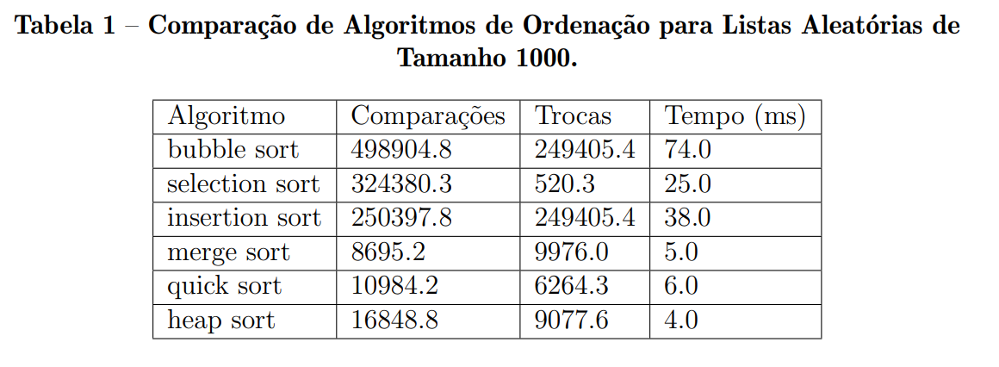 Tabela 1 – Comparação de Algoritmos de Ordenação para Listas Aleatórias de
Tamanho 1000.
Algoritmo Comparações Trocas Tempo (ms)
bubble sort 498904.8 249405.4 74.0
selection sort 324380.3 520.3 25.0
insertion sort 250397.8 249405.4 38.0
merge sort 8695.2 9976.0 5.0
quick sort 10984.2 6264.3 6.0
heap sort 16848.8 9077.6 4.0